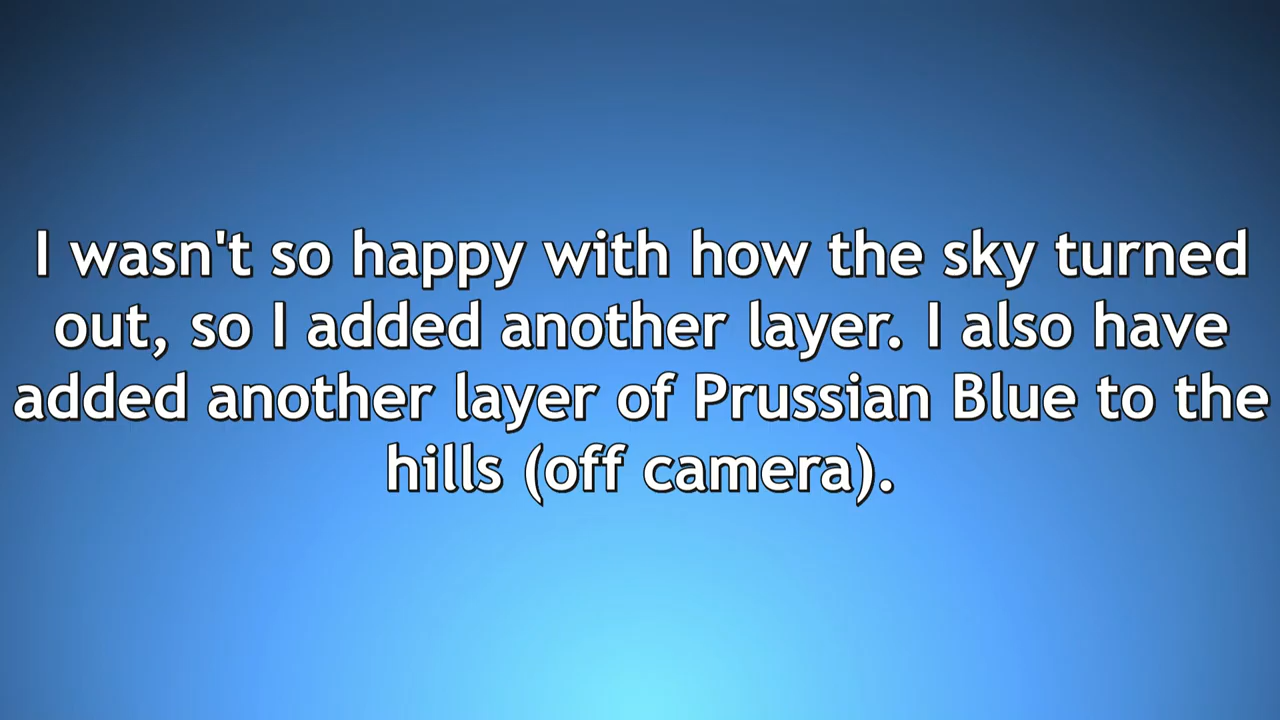 I wasn't so happy with how the sky turned
out, so I added another layer. I also have
added another layer of Prussian Blue to the
hills (off camera).